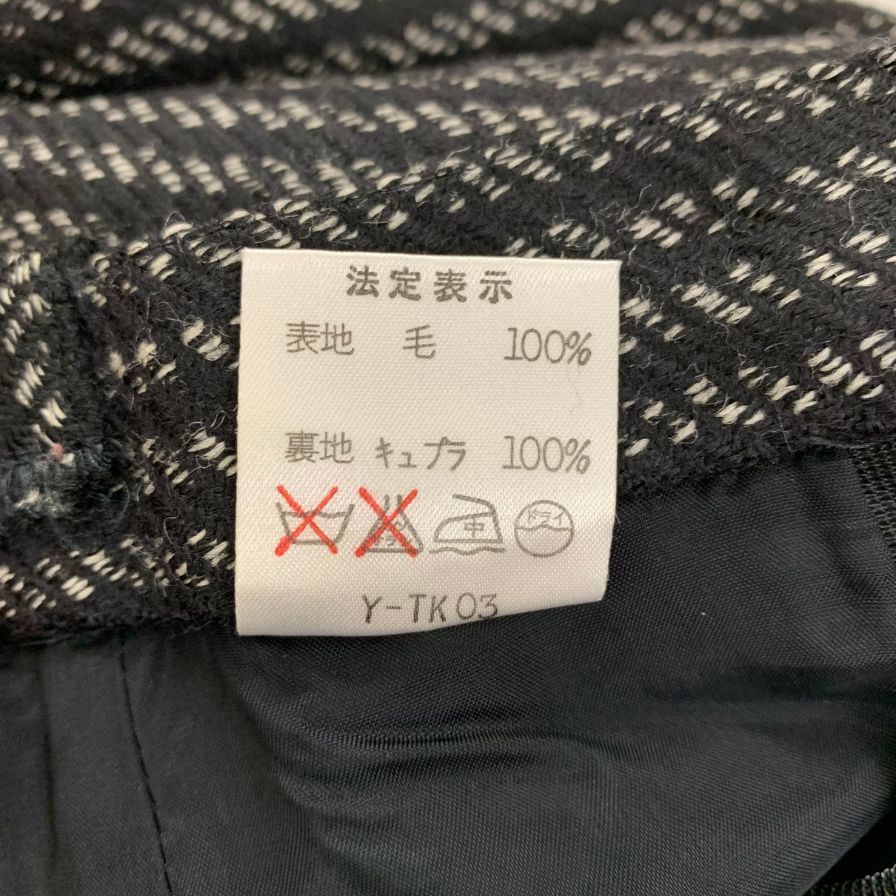 法定表示
表地 毛 100%
裏地 キュプラ 100%
中 ドライ
Y-TK03